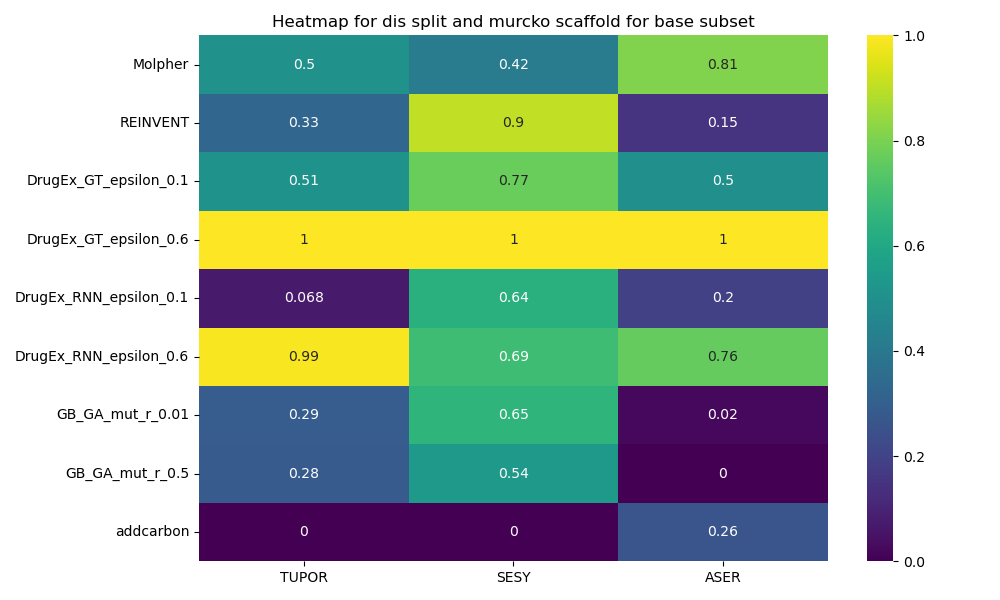 Heatmap for dis split and murcko scaffold for base subset
Molpher 0.5 0.42 0.81
REINVENT 0.33 0.9 0.15
DrugEx_GT_epsilon_0.1 0.51 0.77 0.5
DrugEx_GT_epsilon_0.6 1 1 1
DrugEx_RNN_epsilon_0.1 0.068 0.64 0.2
DrugEx_RNN_epsilon_0.6 0.99 0.69 0.76
GB_GA_mut_r_0.01 0.29 0.65 0.02
GB_GA_mut_r_0.5 0.28 0.54 0
addcarbon 0 0 0.26
TUPOR SESY ASER
1.0
0.8
0.6
0.4
0.2
0.0